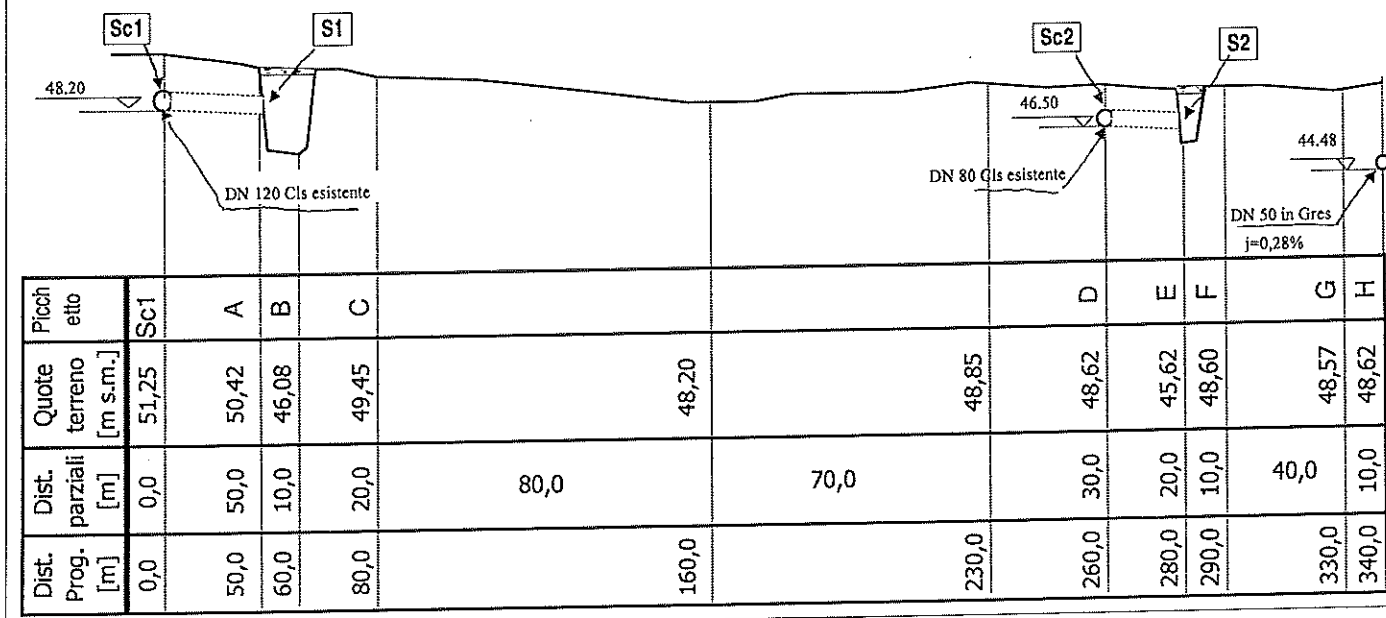 Sc1
S1
Sc2
S2
48.20
46.50
44.48
DN 120 Cls esistente
DN 80 Cls esistente
DN 50 in Gres
j=0,28%
Picch
etto
Sc1
A
B
C
D
E
F
G
H
Quote
terreno
[m s.m.]
51,25
50,42
46,08
49,45
48,20
48,85
48,62
45,62
48,60
48,57
48,62
Dist.
parziali
[m]
0,0
50,0
10,0
20,0
80,0
70,0
30,0
20,0
10,0
40,0
10,0
Dist.
Prog.
[m]
0,0
50,0
60,0
80,0
160,0
230,0
260,0
280,0
290,0
330,0
340,0